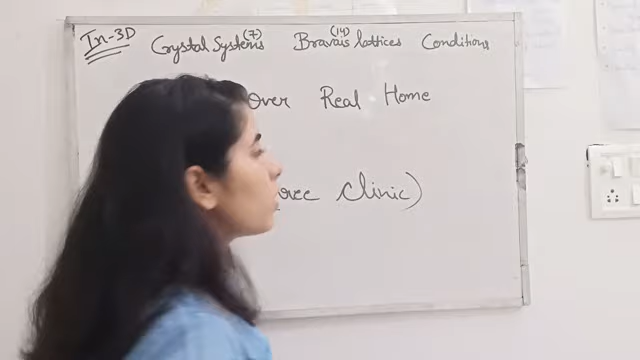 In-3D Crystal Systems (7) Bravais lattices (14) Conditions
Over Real Home
Clinic)